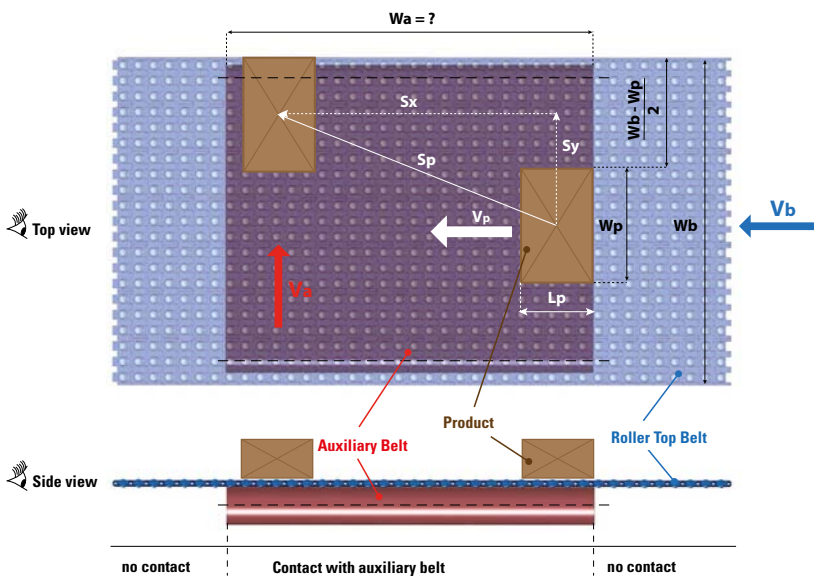 Wa = ?
Sx
Sy
Sp
Wb - Wp
2
Vb
Top view
Vp
Wp
Wb
Va
Lp
Product
Auxiliary Belt
Roller Top Belt
Side view
no contact
Contact with auxiliary belt
no contact